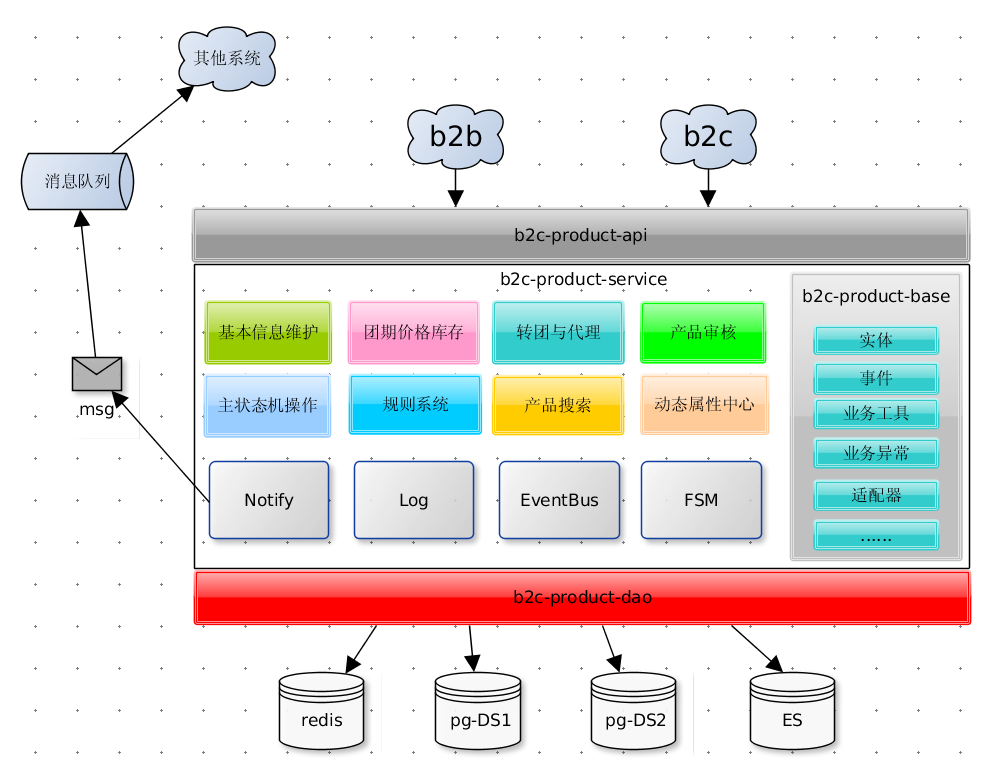 其他系统
b2b
b2c
消息队列
b2c-product-api
b2c-product-service
b2c-product-base
基本信息维护
团期价格库存
转团与代理
产品审核
实体
事件
主状态机操作
规则系统
产品搜索
动态属性中心
业务工具
msg
业务异常
Notify
Log
EventBus
FSM
适配器
......
b2c-product-dao
redis
pg-DS1
pg-DS2
ES